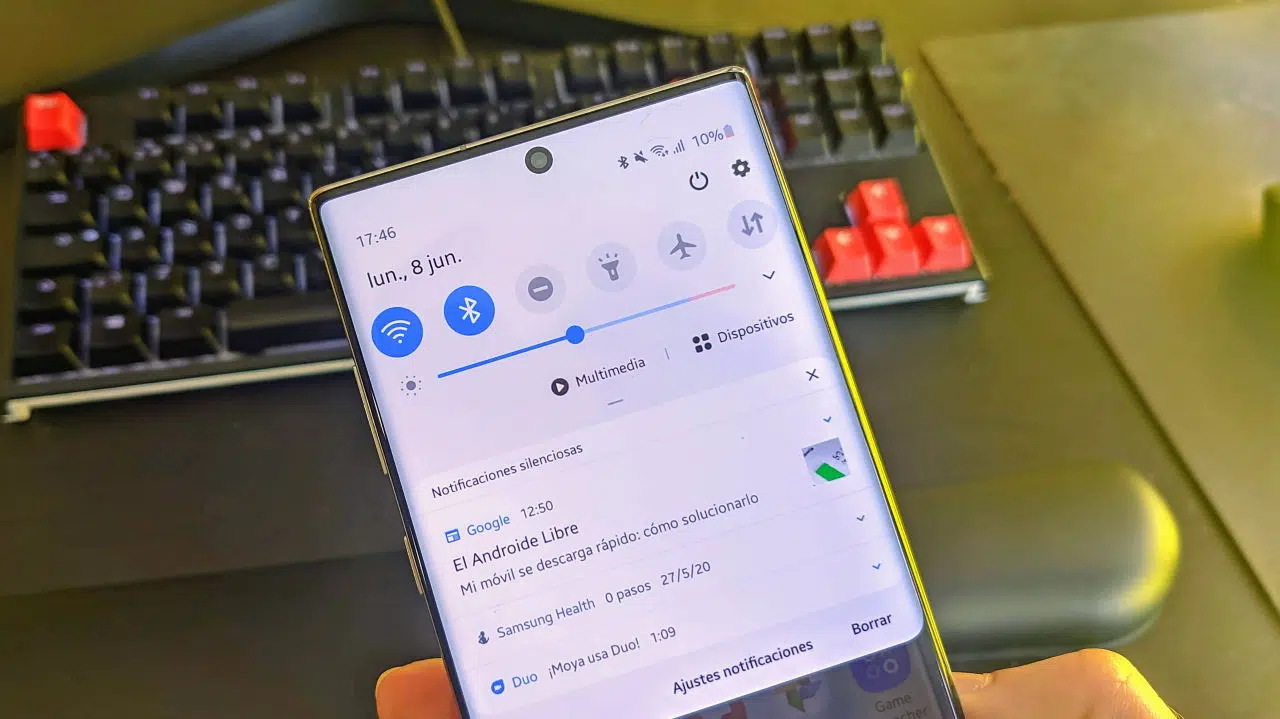 10%
17:46
lun., 8 jun.
Multimedia | Dispositivos
Notificaciones silenciosas
Google 12:50
El Androide Libre
Mi móvil se descarga rápido: cómo solucionarlo
Samsung Health 0 pasos 27/5/20
Duo ¡Moya usa Duo! 1:09
Ajustes notificaciones Borrar
Game